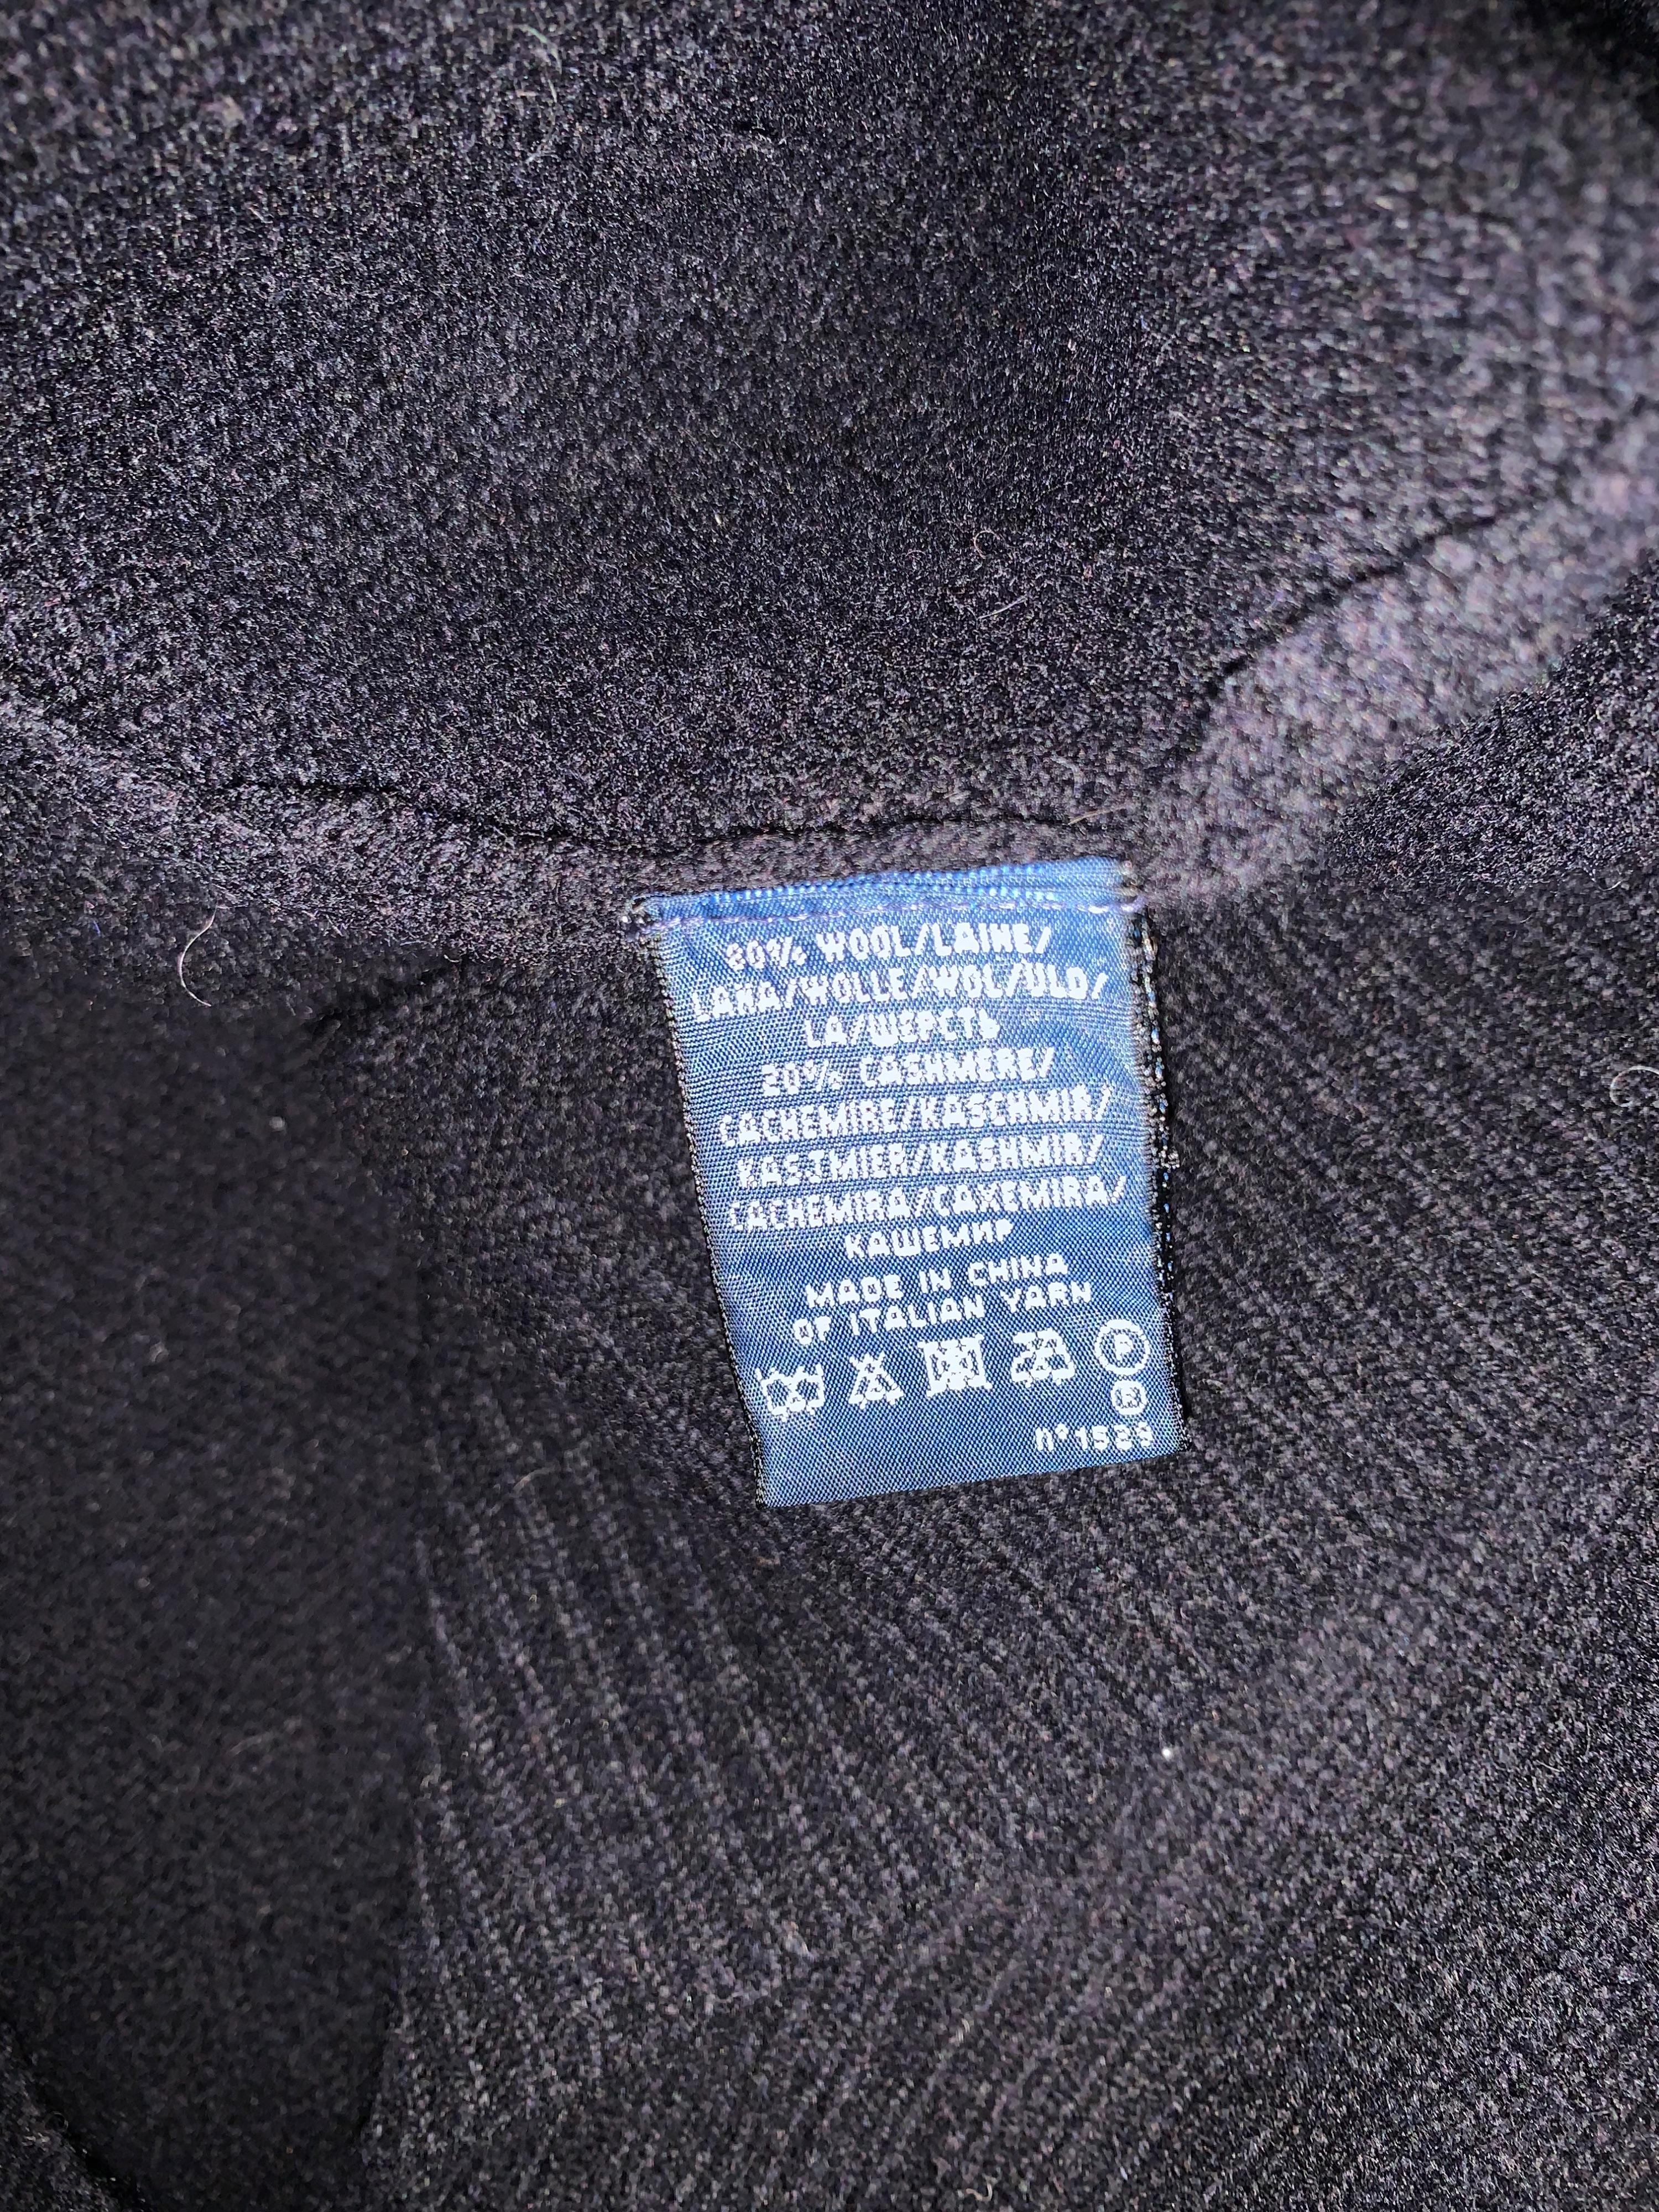 80% WOOL/LAINE/
LANA/WOLLE/WOL/ULD/
LÃ/ШЕРСТЬ
20% CASHMERE/
CACHEMIRE/KASCHMIR/
KASJMIER/KASHMIR/
CACHEMIRA/CAXEMIRA/
КАШЕМИР
MADE IN CHINA
OF ITALIAN YARN
P